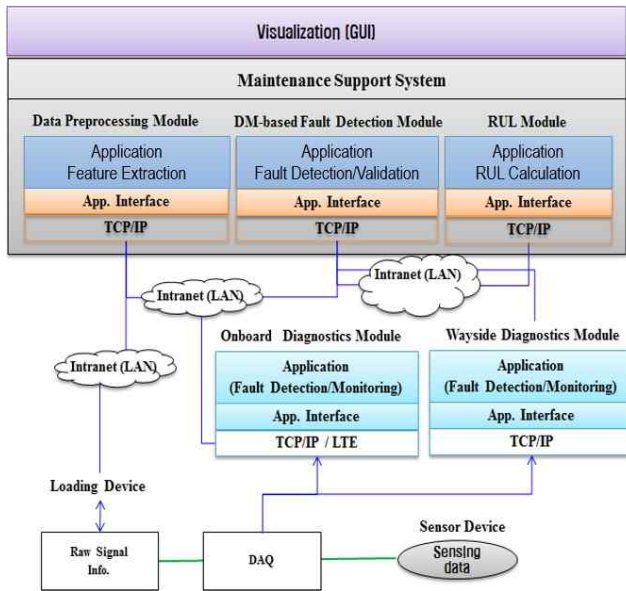 Visualization (GUI)
Maintenance Support System
Data Preprocessing Module
Application
Feature Extraction
App. Interface
TCP/IP
DM-based Fault Detection Module
Application
Fault Detection/Validation
App. Interface
TCP/IP
RUL Module
Application
RUL Calculation
App. Interface
TCP/IP
Intranet (LAN)
Intranet (LAN)
Intranet (LAN)
Onboard Diagnostics Module
Application
(Fault Detection/Monitoring)
App. Interface
TCP/IP / LTE
Wayside Diagnostics Module
Application
(Fault Detection/Monitoring)
App. Interface
TCP/IP
Loading Device
Raw Signal
Info.
DAQ
Sensor Device
Sensing
data